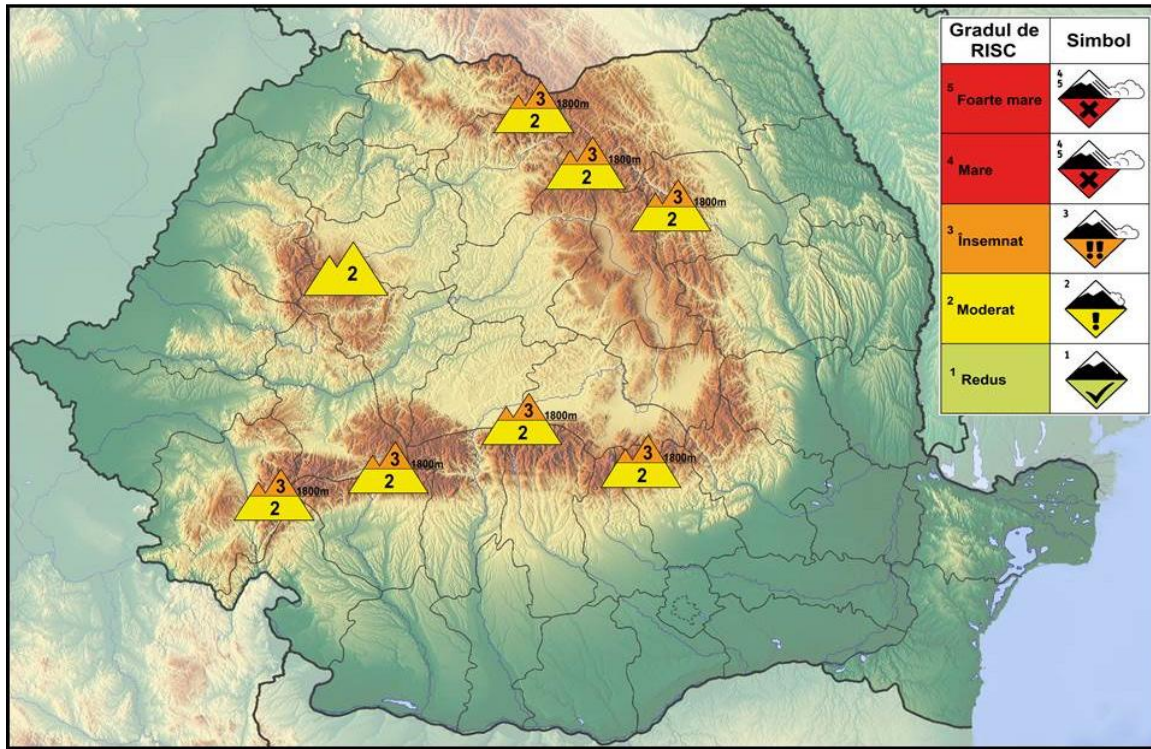 Gradul de
RISC
Simbol
5 Foarte mare
4
5
4 Mare
4
5
3 Însemnat
3
2 Moderat
2
1 Redus
1
3
1800m
2
3
1800m
2
3
1800m
2
2
3
1800m
2
3
1800m
2
3
1800m
2
3
1800m
2